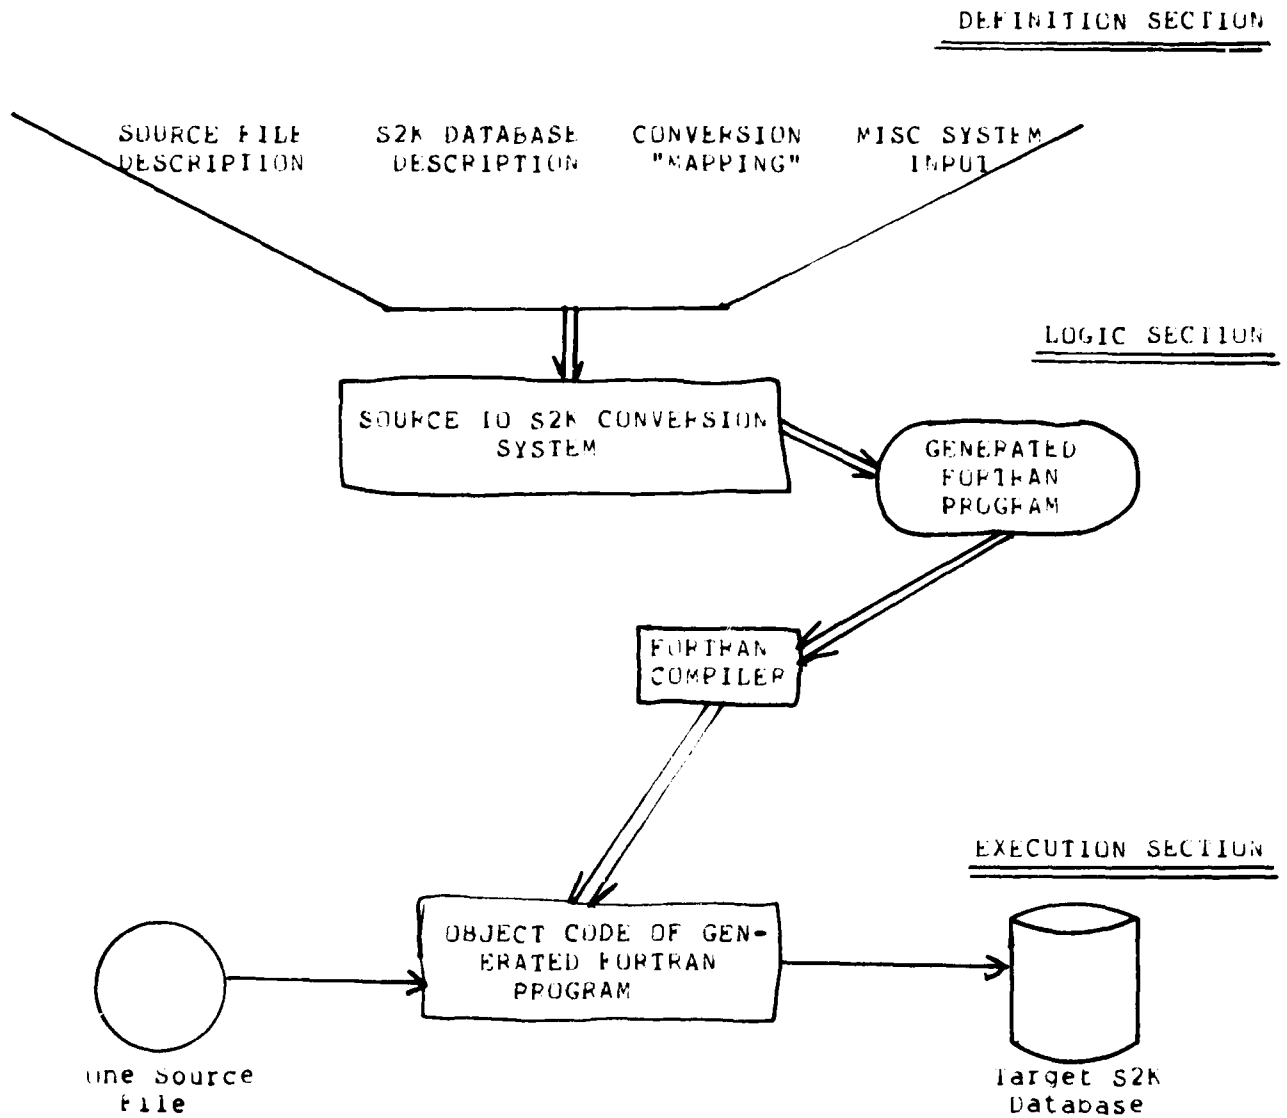 DEFINITION SECTION
SOURCE FILE DESCRIPTION
S2K DATABASE DESCRIPTION
CONVERSION "MAPPING"
MISC SYSTEM INPUT
LOGIC SECTION
SOURCE TO S2K CONVERSION
SYSTEM
GENERATED
FORTRAN
PROGRAM
FORTRAN
COMPILER
EXECUTION SECTION
OBJECT CODE OF GEN-
ERATED FORTRAN
PROGRAM
One Source
File
Target S2K
Database